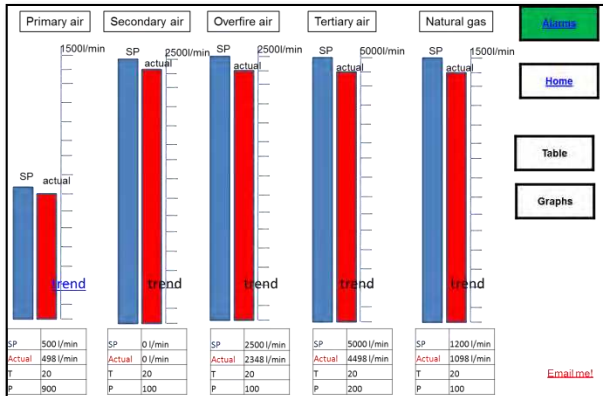 Primary air
Secondary air
Overfire air
Tertiary air
Natural gas
Alarms
1500l/min
SP
2500l/min
actual
SP
2500l/min
actual
SP
5000l/min
actual
SP
1500l/min
actual
Home
Table
SP
actual
Graphs
trend
trend
trend
trend
trend
SP 500 l/min
Actual 498 l/min
T 20
P 900
SP 0 l/min
Actual 0 l/min
T 20
P 100
SP 2500 l/min
Actual 2348 l/min
T 20
P 100
SP 5000 l/min
Actual 4498 l/min
T 20
P 200
SP 1200 l/min
Actual 1098 l/min
T 20
P 100
Email me!